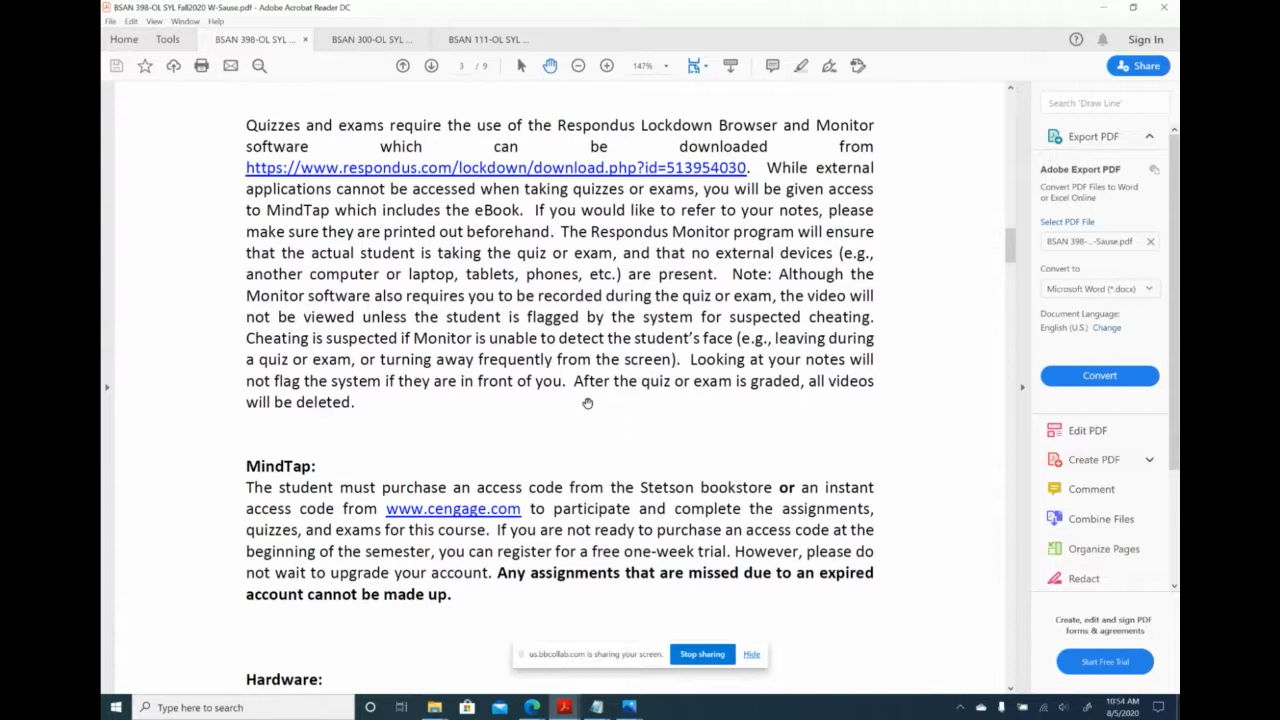 BSAN 398-OL SYL Fall2020 W-Sause.pdf - Adobe Acrobat Reader DC
File Edit View Window Help
Home Tools BSAN 398-OL SYL ... × BSAN 300-OL SYL ... BSAN 111-OL SYL ... Sign In
3 / 9 147% Share
Quizzes and exams require the use of the Respondus Lockdown Browser and Monitor
software which can be downloaded from
https://www.respondus.com/lockdown/download.php?id=513954030. While external
applications cannot be accessed when taking quizzes or exams, you will be given access
to MindTap which includes the eBook. If you would like to refer to your notes, please
make sure they're printed out beforehand. The Respondus Monitor program will ensure
that the actual student is taking the quiz or exam, and that no external devices (e.g.,
another computer or laptop, tablets, phones, etc.) are present. Note: Although the
Monitor software also requires you to be recorded during the quiz or exam, the video will
not be viewed unless the student is flagged by the system for suspected cheating.
Cheating is suspected if Monitor is unable to detect the student's face (e.g., leaving during
a quiz or exam, or turning away frequently from the screen). Looking at your notes will
not flag the system if they are in front of you. After the quiz or exam is graded, all videos
will be deleted.
MindTap:
The student must purchase an access code from the Stetson bookstore or an instant
access code from www.cengage.com to participate and complete the assignments,
quizzes, and exams for this course. If you are not ready to purchase an access code at the
beginning of the semester, you can register for a free one-week trial. However, please do
not wait to upgrade your account. Any assignments that are missed due to an expired
account cannot be made up.
Hardware:
Search 'Draw Line'
Export PDF
Adobe Export PDF
Convert PDF Files to Word
or Excel Online
Select PDF File
BSAN 398-...-Sause.pdf
Convert to
Microsoft Word (*.docx)
Document Language:
English (U.S.) Change
Convert
Edit PDF
Create PDF
Comment
Combine Files
Organize Pages
Redact
Create, edit and sign PDF
forms & agreements
Start Free Trial
us.bbcollab.com is sharing your screen. Stop sharing Hide
Type here to search
10:54 AM
8/5/2020